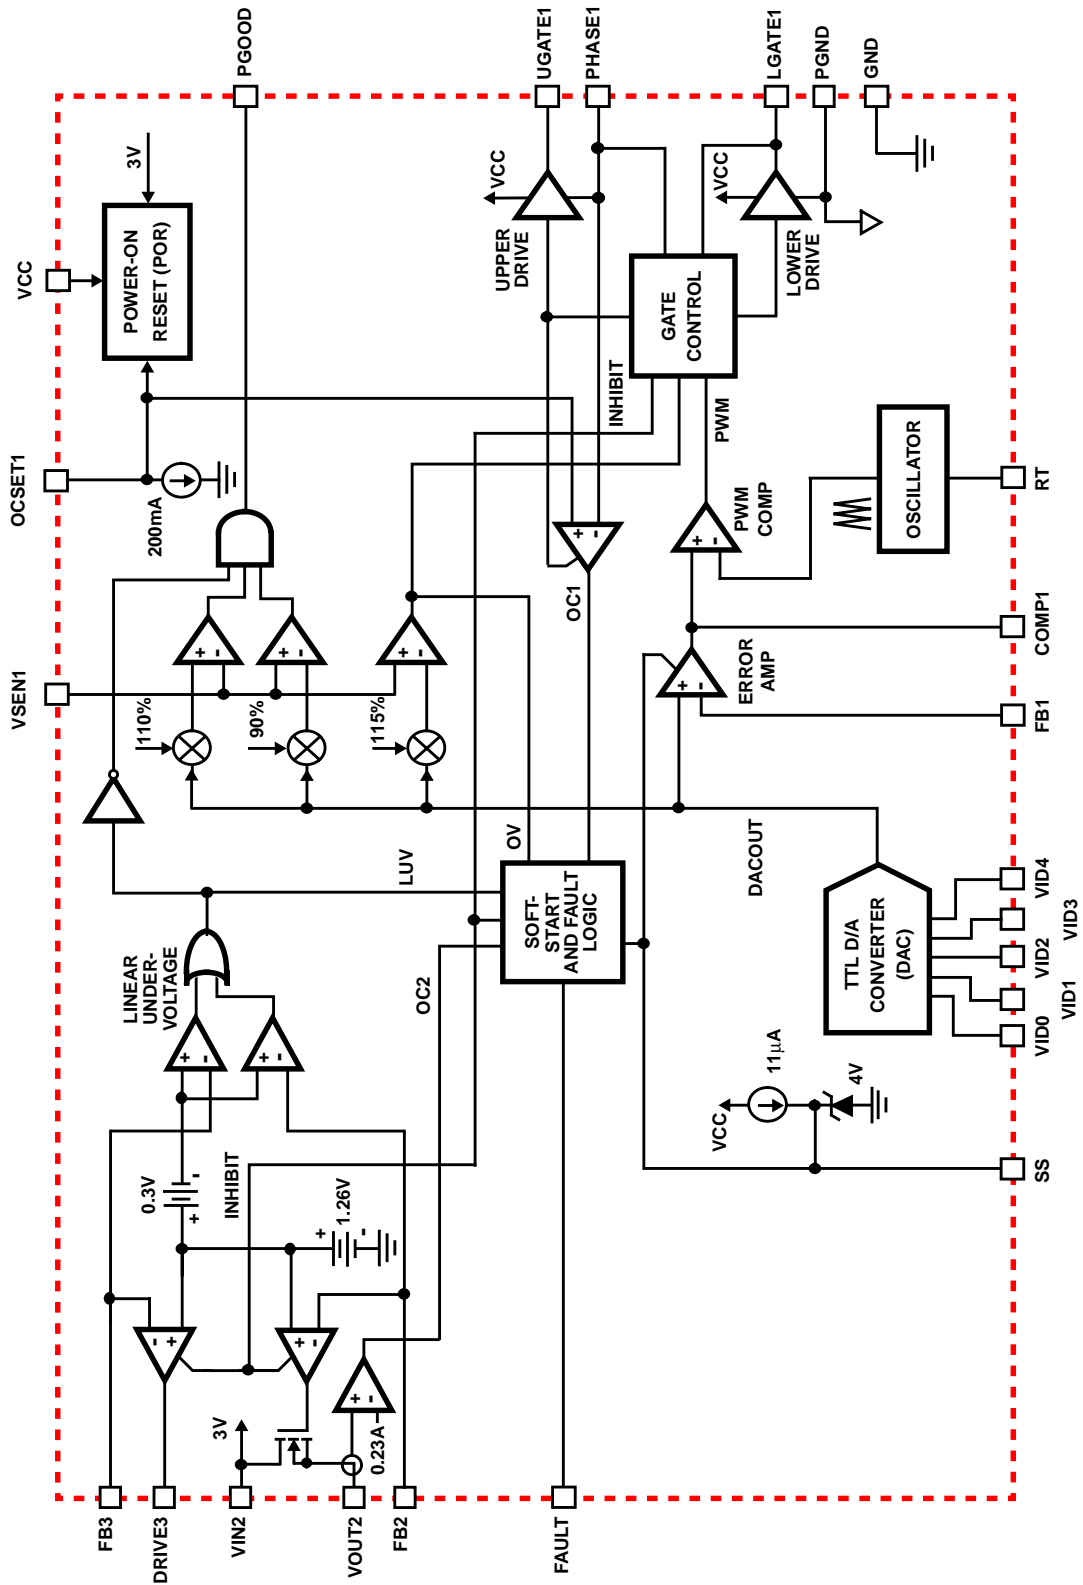 VSEN1
OCSET1
VCC
FB3
DRIVE3
VIN2
VOUT2
FB2
FAULT
3V
0.23A
+
-
+
-
+
-
0.3V
+
-
INHIBIT
1.26V
+
-
LINEAR
UNDER-
VOLTAGE
+
-
+
-
LUV
OC2
OV
SOFT-
START
AND FAULT
LOGIC
110%
90%
115%
+
-
+
-
+
-
200mA
POWER-ON
RESET (POR)
3V
PGOOD
OC1
+
-
INHIBIT
UPPER
DRIVE
VCC
UGATE1
PHASE1
GATE
CONTROL
PWM
LOWER
DRIVE
VCC
LGATE1
PGND
GND
PWM
COMP
+
-
ERROR
AMP
+
-
DACOUT
OSCILLATOR
TTL D/A
CONVERTER
(DAC)
VCC
11µA
4V
SS
VID0
VID1
VID2
VID3
VID4
FB1
COMP1
RT